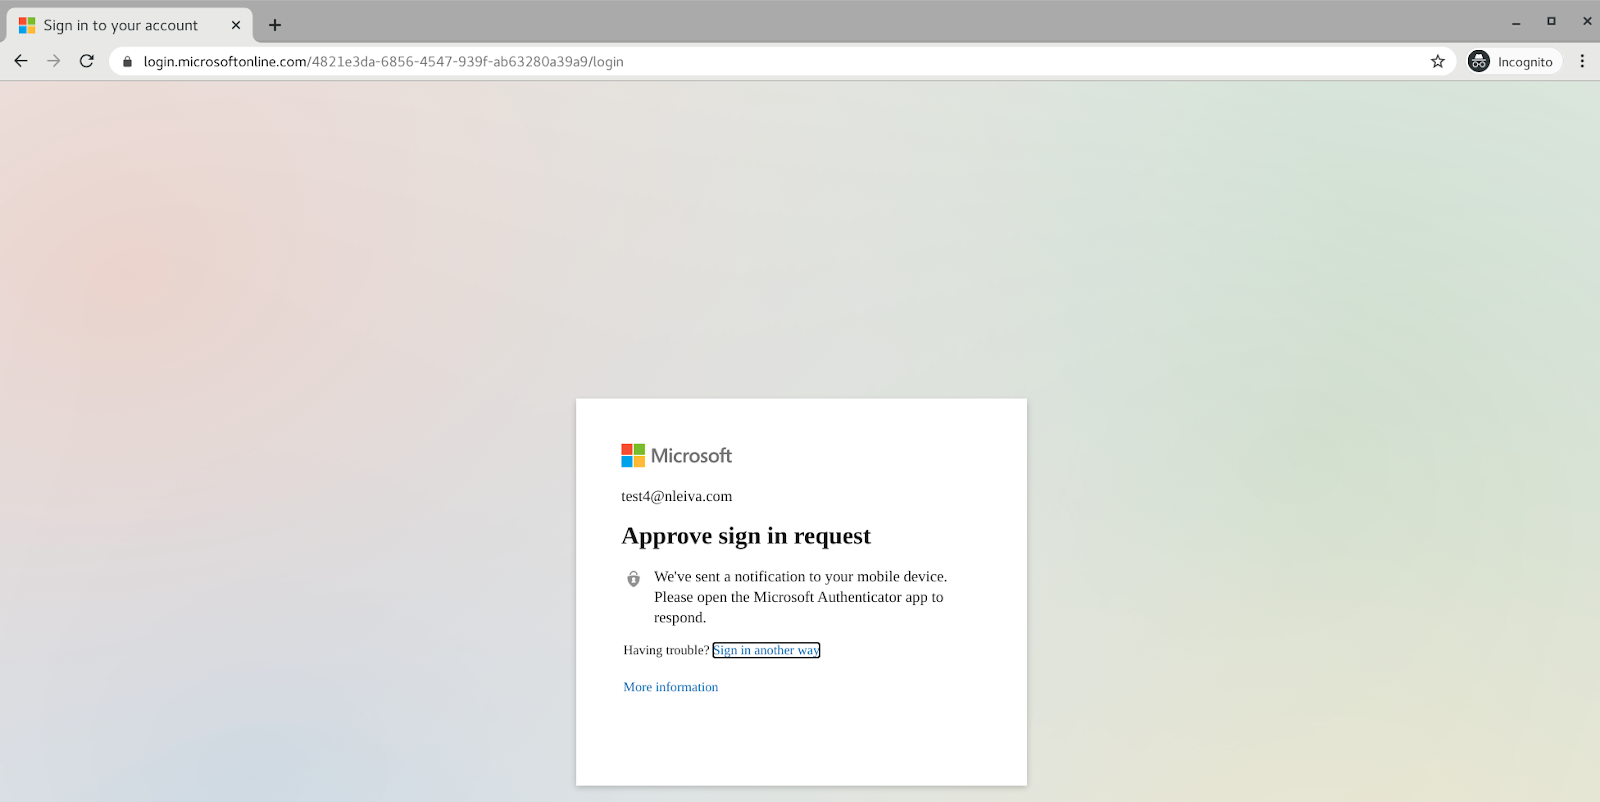 Sign in to your account
login.microsoftonline.com/4821e3da-6856-4547-939f-ab63280a39a9/login
Incognito
Microsoft
test4@nleiva.com
Approve sign in request
We've sent a notification to your mobile device.
Please open the Microsoft Authenticator app to
respond.
Having trouble? Sign in another way
More information